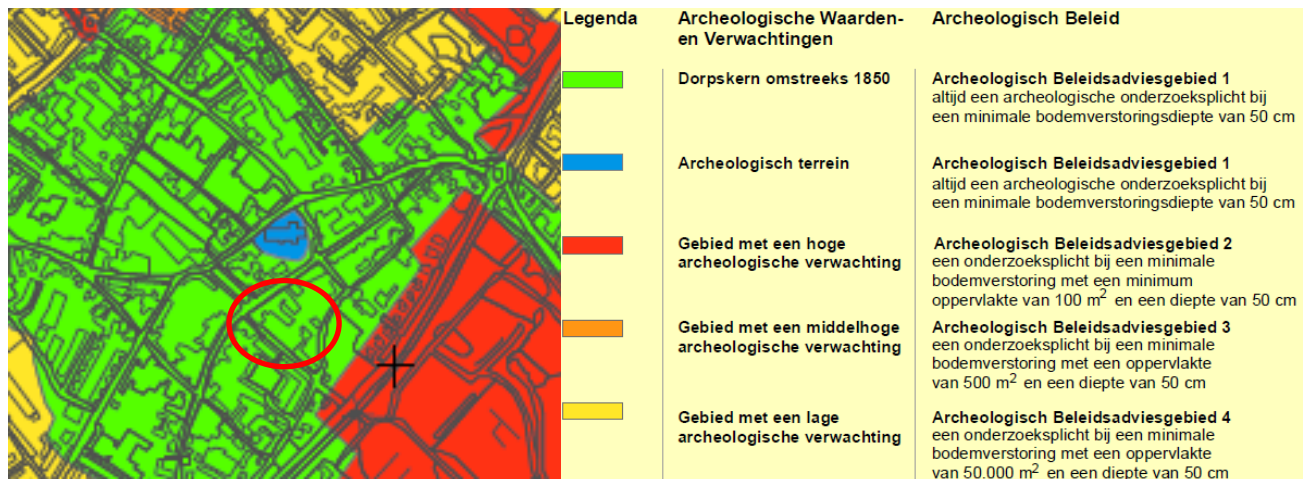 Legenda
Archeologische Waarden-
en Verwachtingen
Archeologisch Beleid
Dorpskern omstreeks 1850
Archeologisch Beleidsadviesgebied 1
altijd een archeologische onderzoeksplicht bij
een minimale bodemverstoringsdiepte van 50 cm
Archeologisch terrein
Archeologisch Beleidsadviesgebied 1
altijd een archeologische onderzoeksplicht bij
een minimale bodemverstoringsdiepte van 50 cm
Gebied met een hoge
archeologische verwachting
Archeologisch Beleidsadviesgebied 2
een onderzoeksplicht bij een minimale
bodemverstoring met een minimum
oppervlakte van 100 m² en een diepte van 50 cm
Gebied met een middelhoge
archeologische verwachting
Archeologisch Beleidsadviesgebied 3
een onderzoeksplicht bij een minimale
bodemverstoring met een oppervlakte
van 500 m² en een diepte van 50 cm
Gebied met een lage
archeologische verwachting
Archeologisch Beleidsadviesgebied 4
een onderzoeksplicht bij een minimale
bodemverstoring met een oppervlakte
van 50.000 m² en een diepte van 50 cm